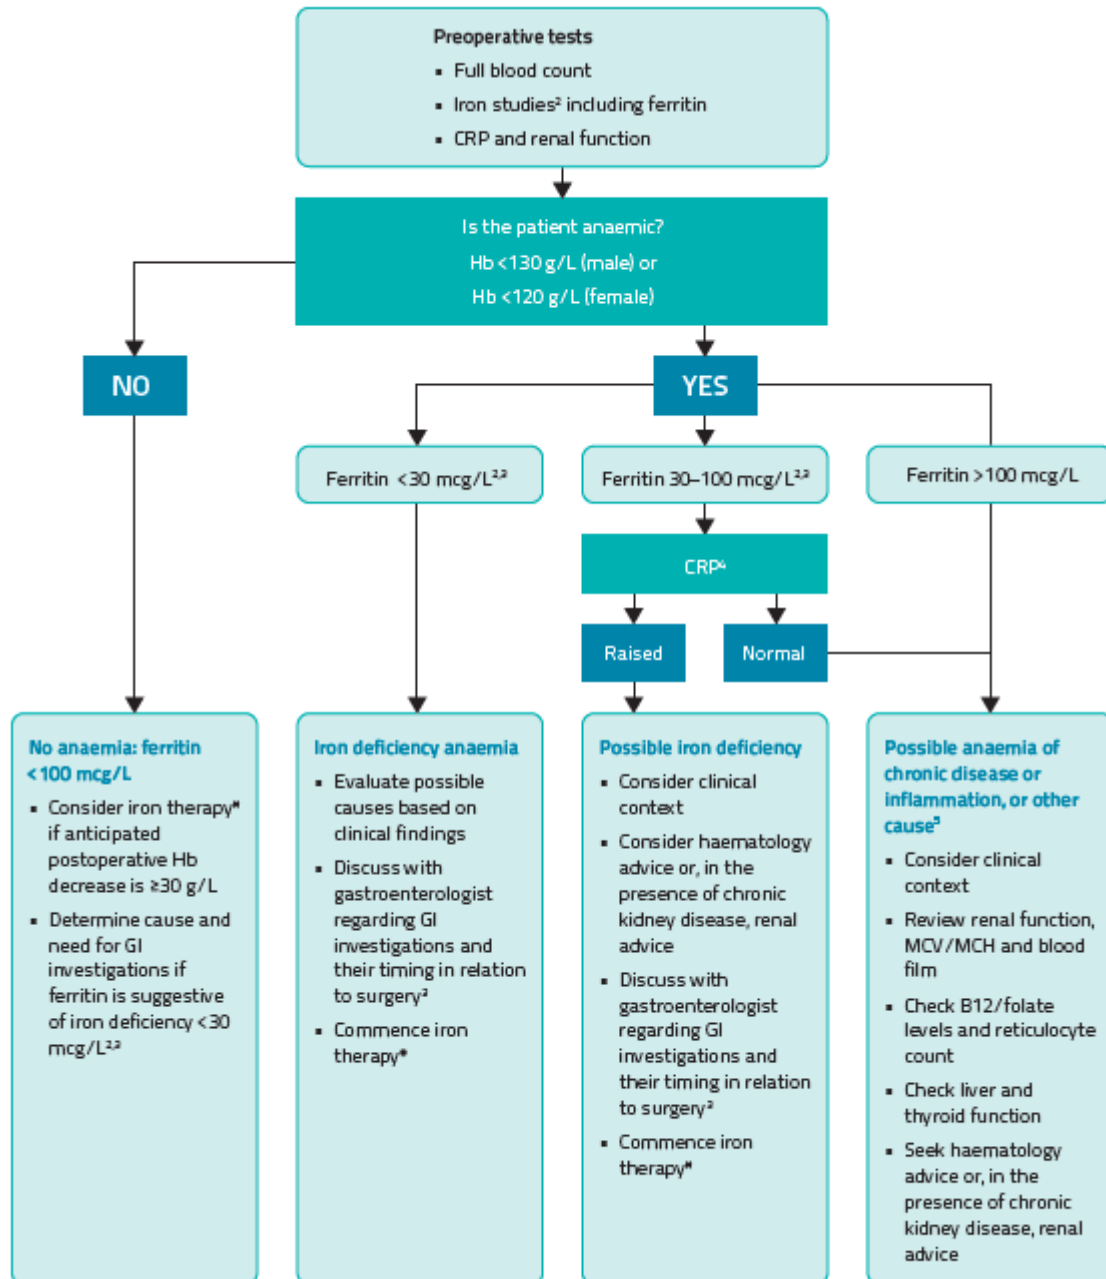 Preoperative tests
▪ Full blood count
▪ Iron studies² including ferritin
▪ CRP and renal function
Is the patient anaemic?
Hb <130 g/L (male) or
Hb <120 g/L (female)
NO
YES
Ferritin <30 mcg/L²,³
Ferritin 30–100 mcg/L²,³
Ferritin >100 mcg/L
CRP⁴
Raised
Normal
No anaemia: ferritin
<100 mcg/L
▪ Consider iron therapy#
if anticipated
postoperative Hb
decrease is ≥30 g/L
▪ Determine cause and
need for GI
investigations if
ferritin is suggestive
of iron deficiency <30
mcg/L²,³
Iron deficiency anaemia
▪ Evaluate possible
causes based on
clinical findings
▪ Discuss with
gastroenterologist
regarding GI
investigations and
their timing in relation
to surgery³
▪ Commence iron
therapy#
Possible iron deficiency
▪ Consider clinical
context
▪ Consider haematology
advice or, in the
presence of chronic
kidney disease, renal
advice
▪ Discuss with
gastroenterologist
regarding GI
investigations and
their timing in relation
to surgery³
▪ Commence iron
therapy#
Possible anaemia of
chronic disease or
inflammation, or other
cause⁵
▪ Consider clinical
context
▪ Review renal function,
MCV/MCH and blood
film
▪ Check B12/folate
levels and reticulocyte
count
▪ Check liver and
thyroid function
▪ Seek haematology
advice or, in the
presence of chronic
kidney disease, renal
advice